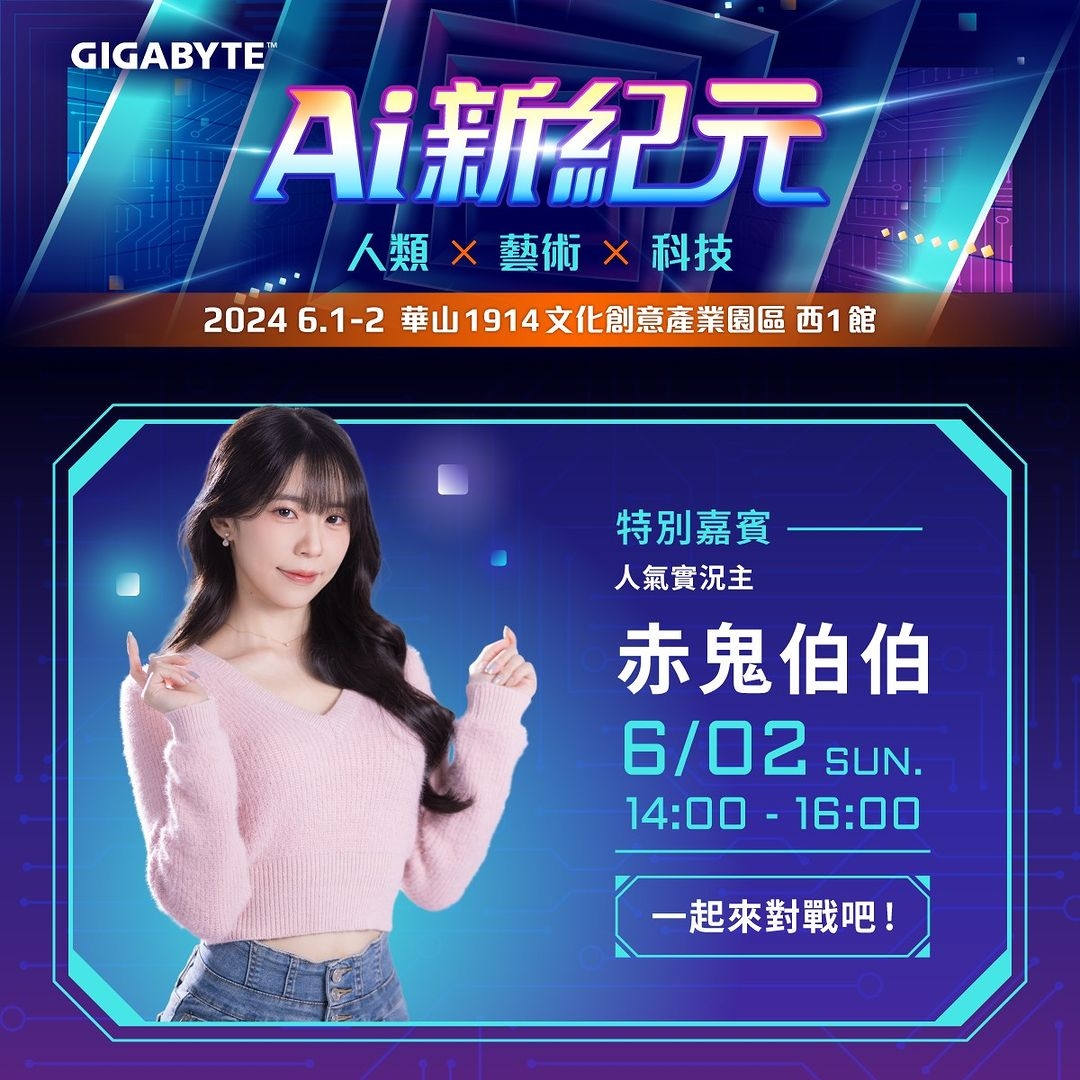 GIGABYTE™
Ai新紀元
人類 × 藝術 × 科技
2024 6.1-2 華山1914文化創意產業園區 西1館
特別嘉賓
人氣實況主
赤鬼伯伯
6/02 SUN.
14:00 - 16:00
一起來對戰吧!